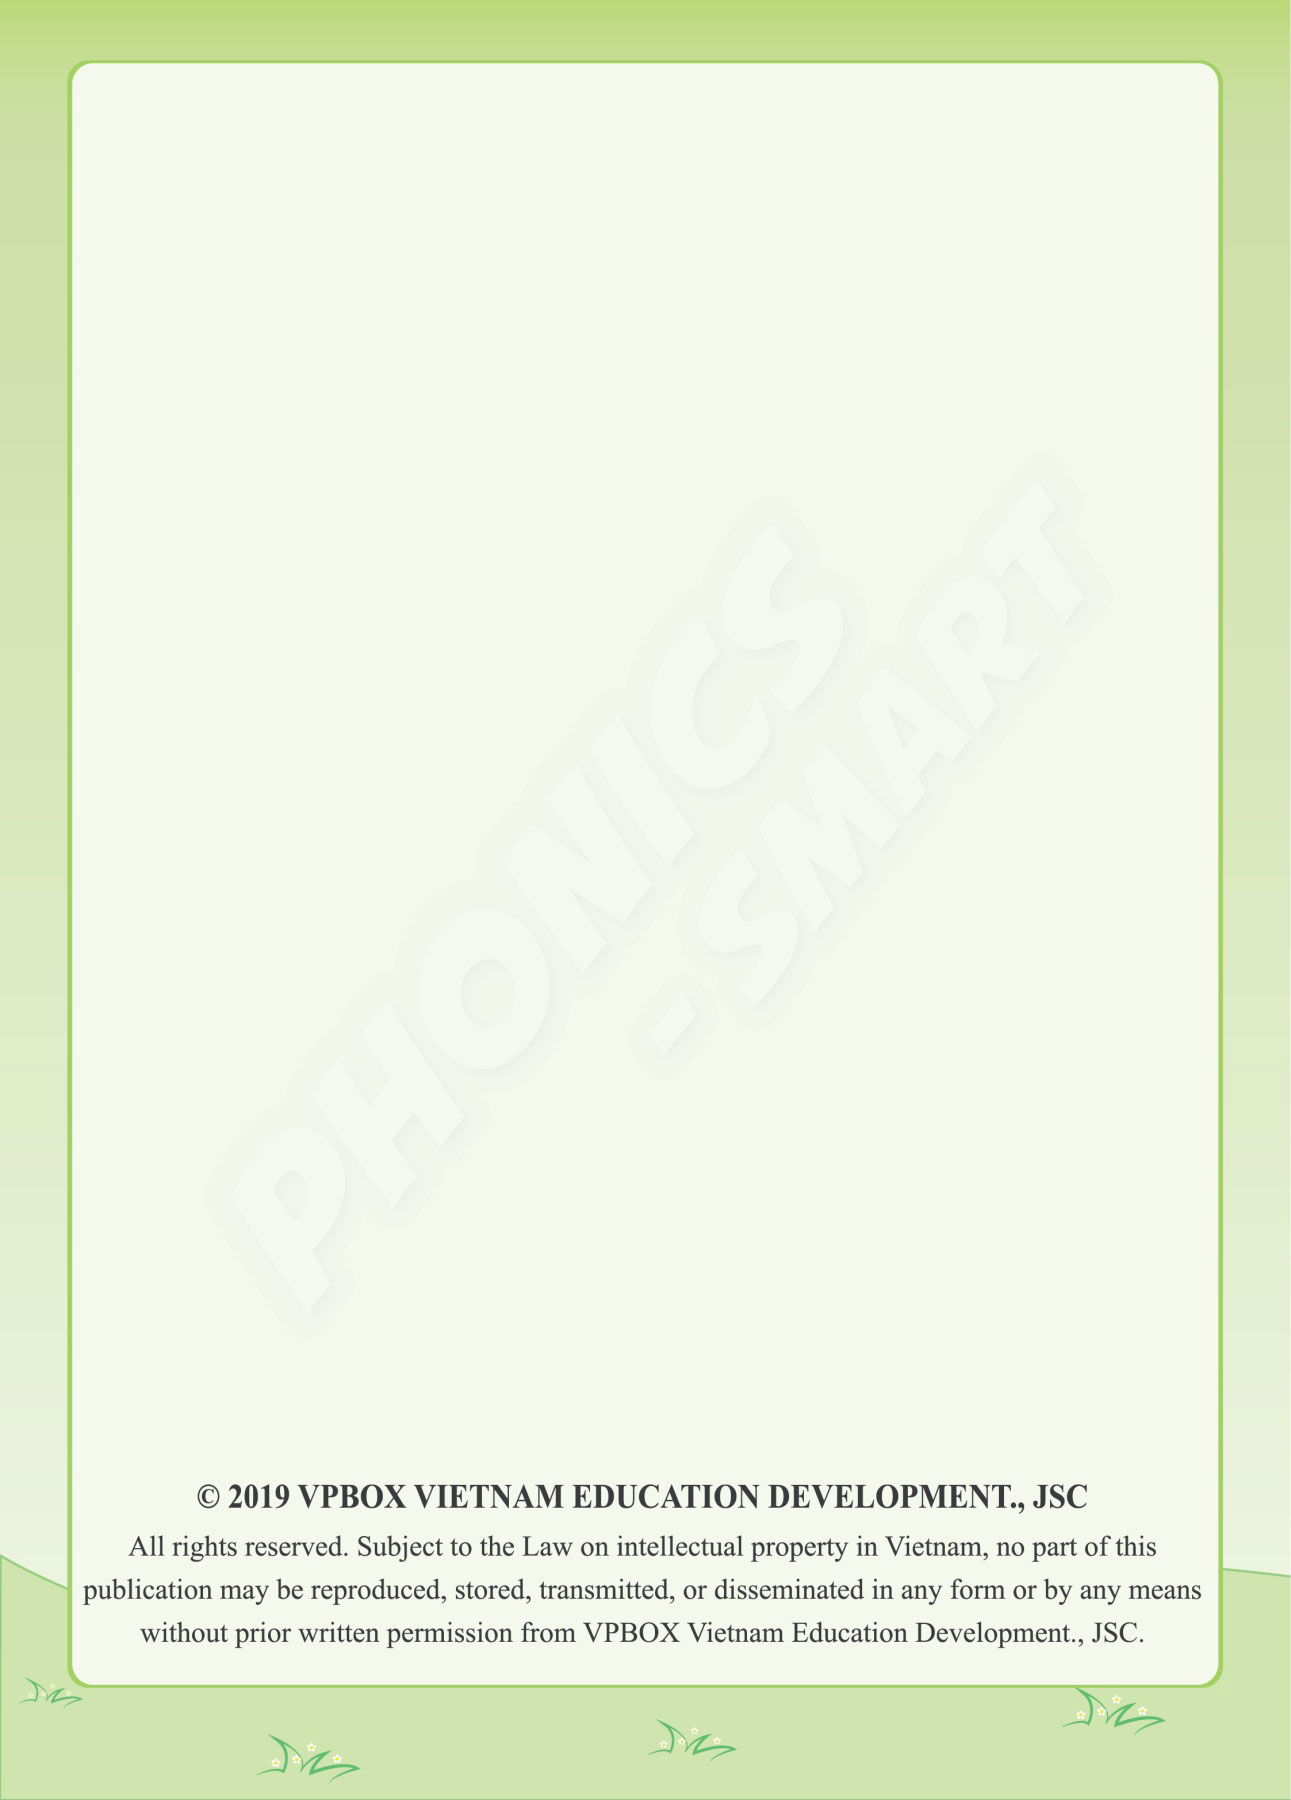 PHONICS
- SMART
© 2019 VPBOX VIETNAM EDUCATION DEVELOPMENT., JSC
All rights reserved. Subject to the Law on intellectual property in Vietnam, no part of this
publication may be reproduced, stored, transmitted, or disseminated in any form or by any means
without prior written permission from VPBOX Vietnam Education Development., JSC.